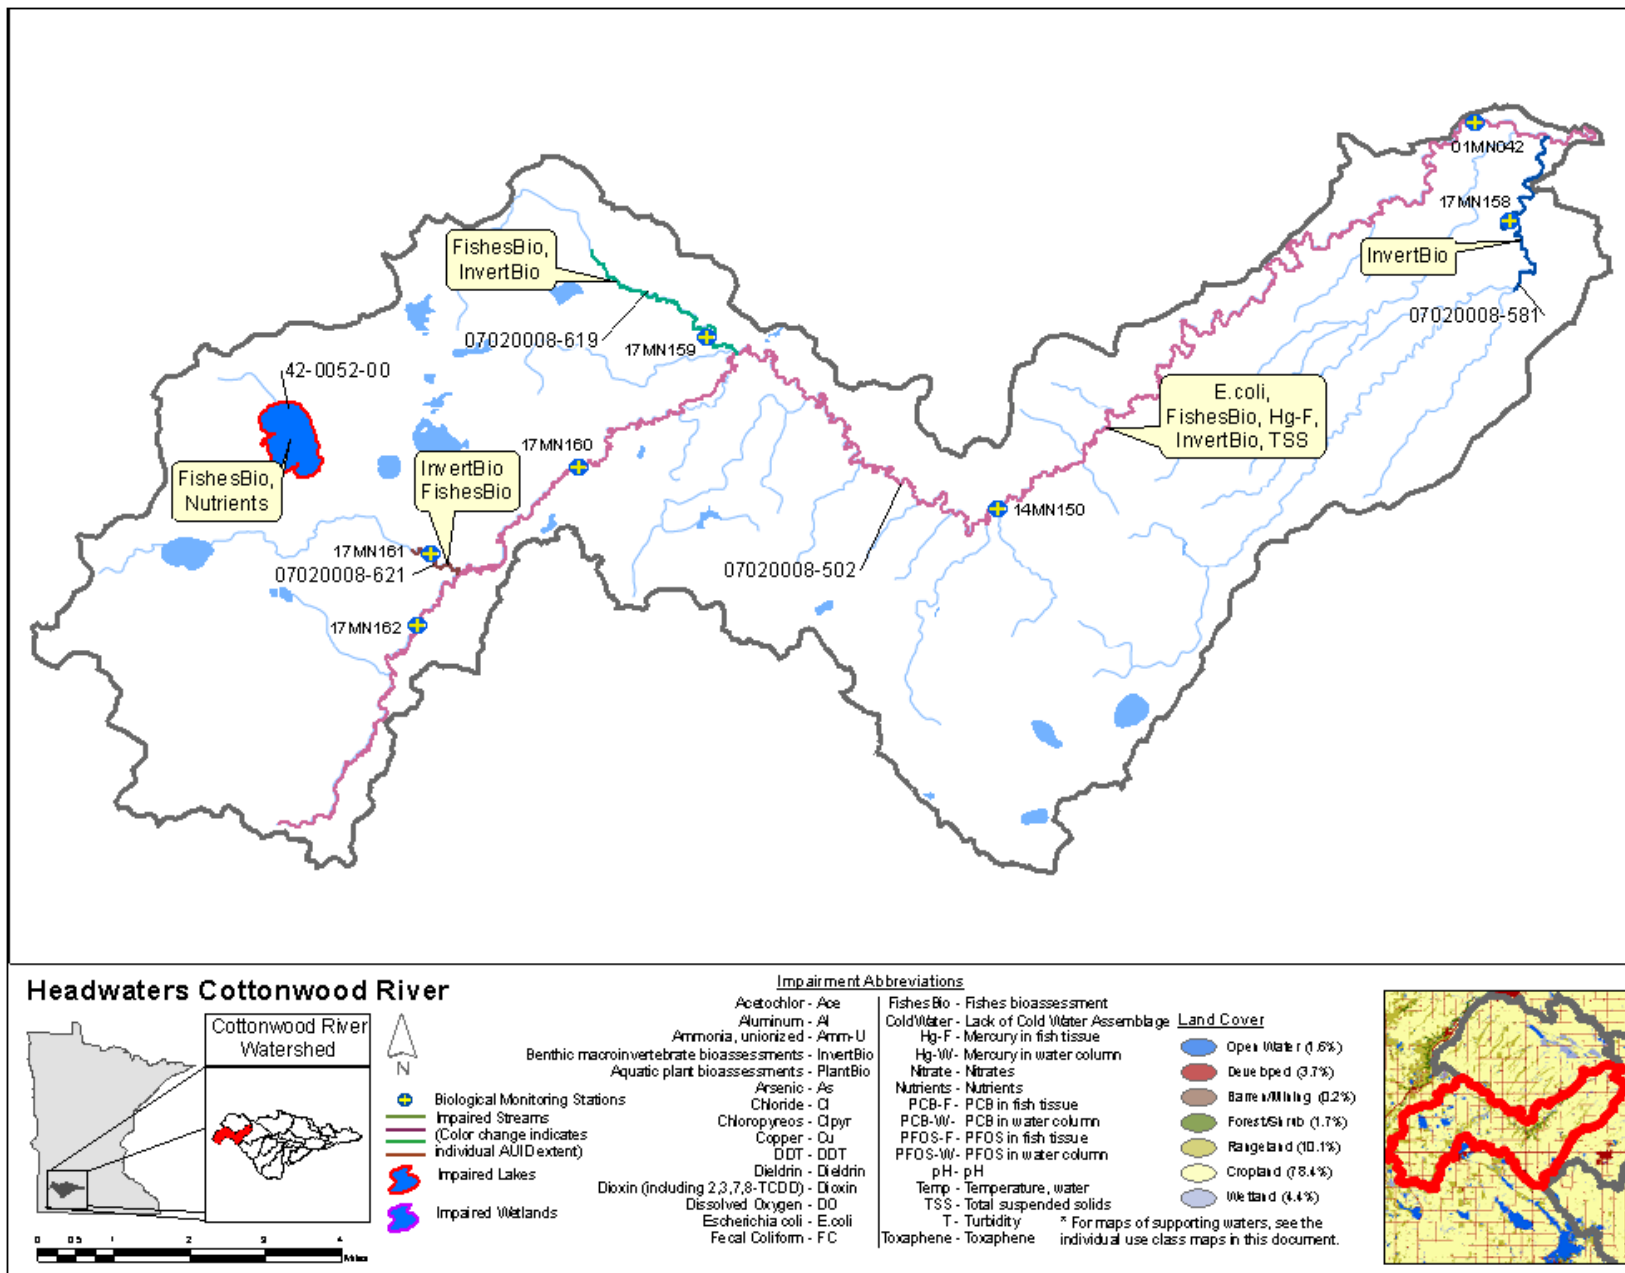 01MN042
17MN158
FishesBio,
InvertBio
InvertBio
07020008-581
07020008-619
17MN159
42-0052-00
E.coli,
FishesBio, Hg-F,
InvertBio, TSS
17MN160
InvertBio
FishesBio
FishesBio,
Nutrients
14MN150
17MN161
07020008-621
07020008-502
17MN162
Headwaters Cottonwood River
Cottonwood River
Watershed
N
Biological Monitoring Stations
Impaired Streams
(Color change indicates
individual AUID extent)
Impaired Lakes
Impaired Wetlands
0 0.5 1 2 3 4
Miles
Impairment Abbreviations
Acetochlor - Ace
Aluminum - Al
Ammonia, unionized - Amm-U
Benthic macroinvertebrate bioassessments - InvertBio
Aquatic plant bioassessments - PlantBio
Arsenic - As
Chloride - Cl
Chloropyreos - Clpyr
Copper - Cu
DDT - DDT
Dieldrin - Dieldrin
Dioxin (including 2,3,7,8-TCDD) - Dioxin
Dissolved Oxygen - DO
Escherichia coli - E.coli
Fecal Coliform - FC
FishesBio - Fishes bioassessment
ColdWater - Lack of Cold Water Assemblage
Hg-F - Mercury in fish tissue
Hg-W - Mercury in water column
Nitrate - Nitrates
Nutrients - Nutrients
PCB-F - PCB in fish tissue
PCB-W - PCB in water column
PFOS-F - PFOS in fish tissue
PFOS-W - PFOS in water column
pH - pH
Temp - Temperature, water
TSS - Total suspended solids
T - Turbidity
Toxaphene - Toxaphene
* For maps of supporting waters, see the
individual use class maps in this document.
Land Cover
Open Water (1.6%)
Developed (3.7%)
Barren/Mining (0.2%)
Forest/Shrub (1.7%)
Rangeland (10.1%)
Cropland (78.4%)
Wetland (4.4%)